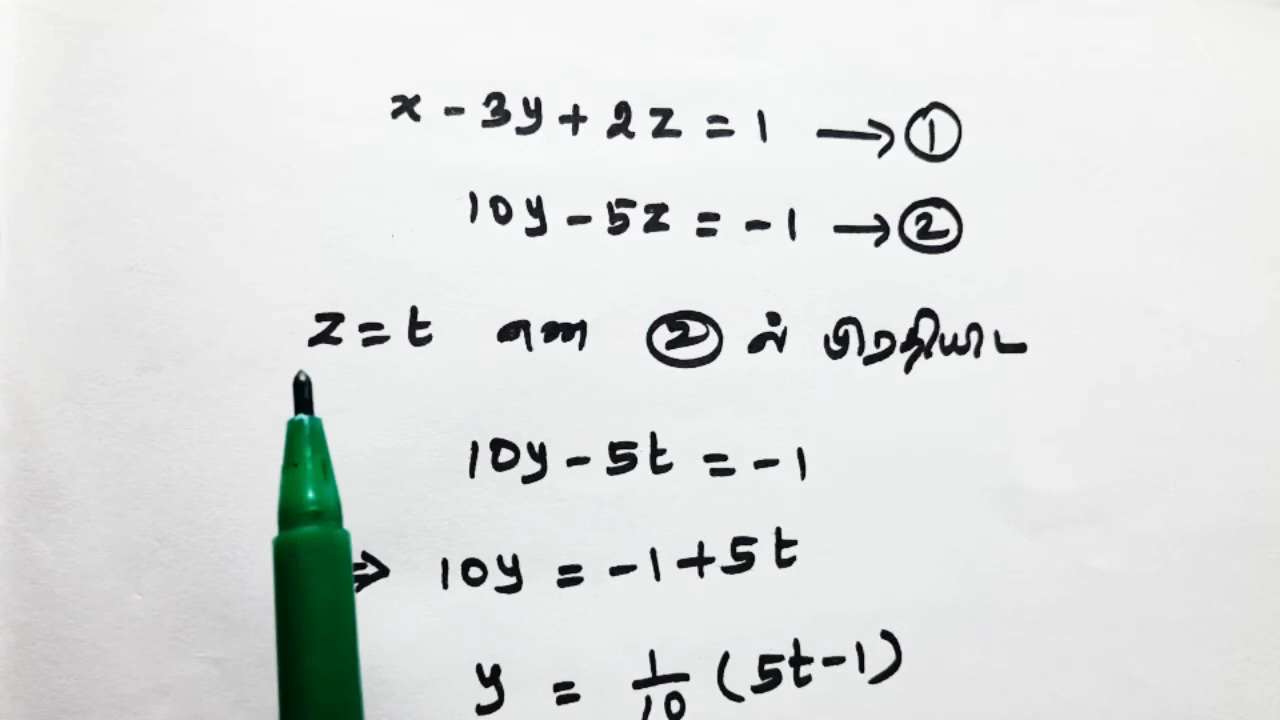 x - 3y + 2z = 1 → ①
10y - 5z = -1 → ②
z = t என ② ல் பிரதியிட
10y - 5t = -1
⇒ 10y = -1 + 5t
y = 1/10 (5t - 1)